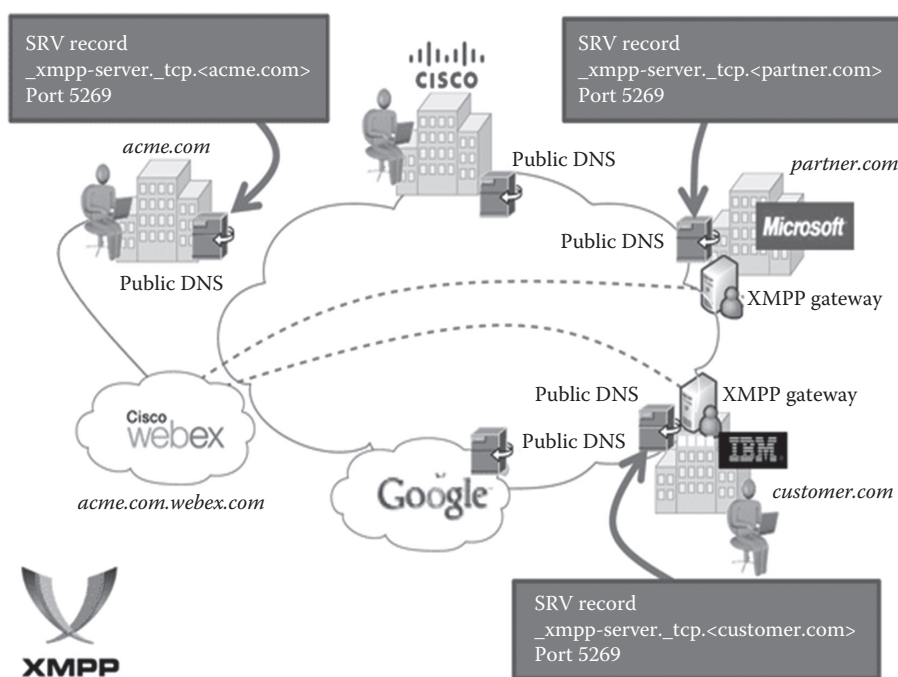 SRV record
_xmpp-server._tcp.<acme.com>
Port 5269
SRV record
_xmpp-server._tcp.<partner.com>
Port 5269
CISCO
acme.com
Public DNS
partner.com
Public DNS
Microsoft
Public DNS
XMPP gateway
XMPP gateway
Public DNS
Cisco
webex
Public DNS
IBM
Google
acme.com.webex.com
customer.com
SRV record
_xmpp-server._tcp.<customer.com>
Port 5269
XMPP